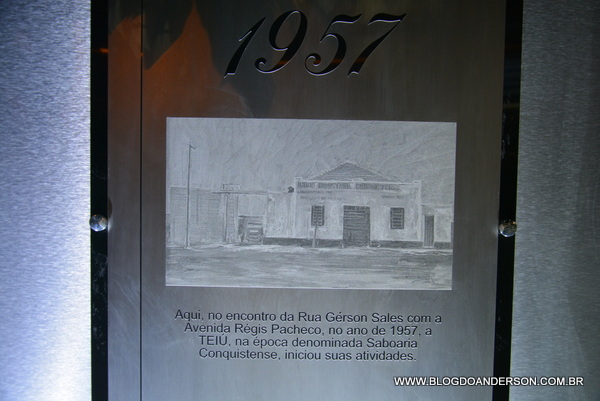 1957
Aqui, no encontro da Rua Gérson Sales com a
Avenida Régis Pacheco, no ano de 1957, a
TEIÚ, na época denominada Saboaria
Conquistense, iniciou suas atividades.
WWW.BLOGDOANDERSON.COM.BR